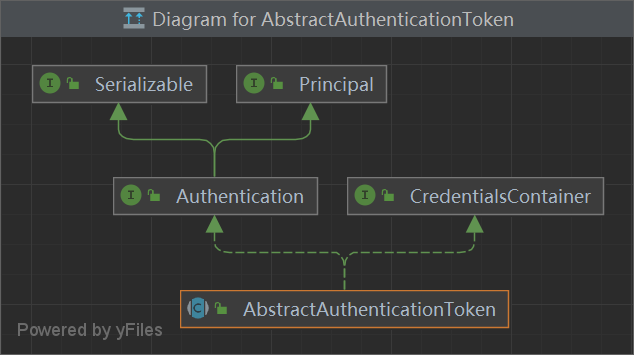 Diagram for AbstractAuthenticationToken
I Serializable
I Principal
I Authentication
I CredentialsContainer
C AbstractAuthenticationToken
Powered by yFiles